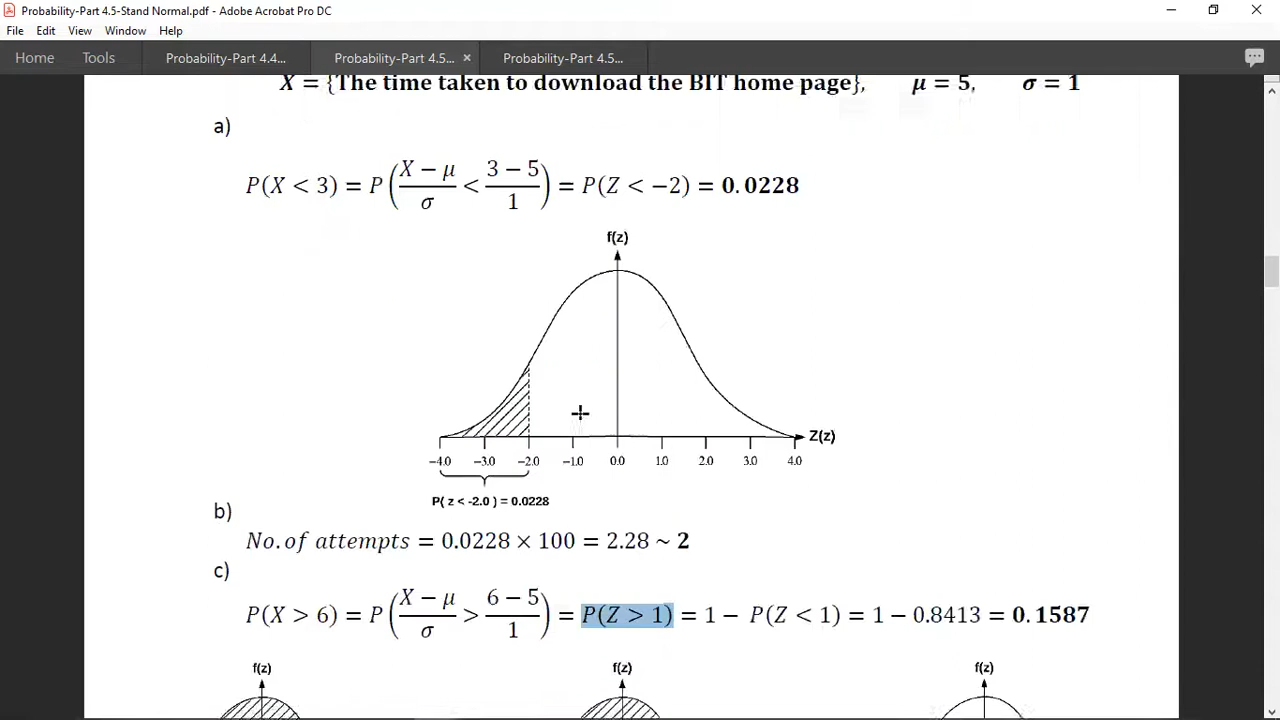 Probability-Part 4.5-Stand Normal.pdf - Adobe Acrobat Pro DC
File Edit View Window Help
Home Tools Probability-Part 4.4... Probability-Part 4.5... × Probability-Part 4.5...
X = {The time taken to download the BIT home page}, μ = 5, σ = 1
a)
P(X < 3) = P((X − μ)/σ < (3 − 5)/1) = P(Z < −2) = 0.0228
f(z)
Z(z)
−4.0 −3.0 −2.0 −1.0 0.0 1.0 2.0 3.0 4.0
P( z < -2.0 ) = 0.0228
b)
No. of attempts = 0.0228 × 100 = 2.28 ~ 2
c)
P(X > 6) = P((X − μ)/σ > (6 − 5)/1) = P(Z > 1) = 1 − P(Z < 1) = 1 − 0.8413 = 0.1587
f(z) f(z) f(z)